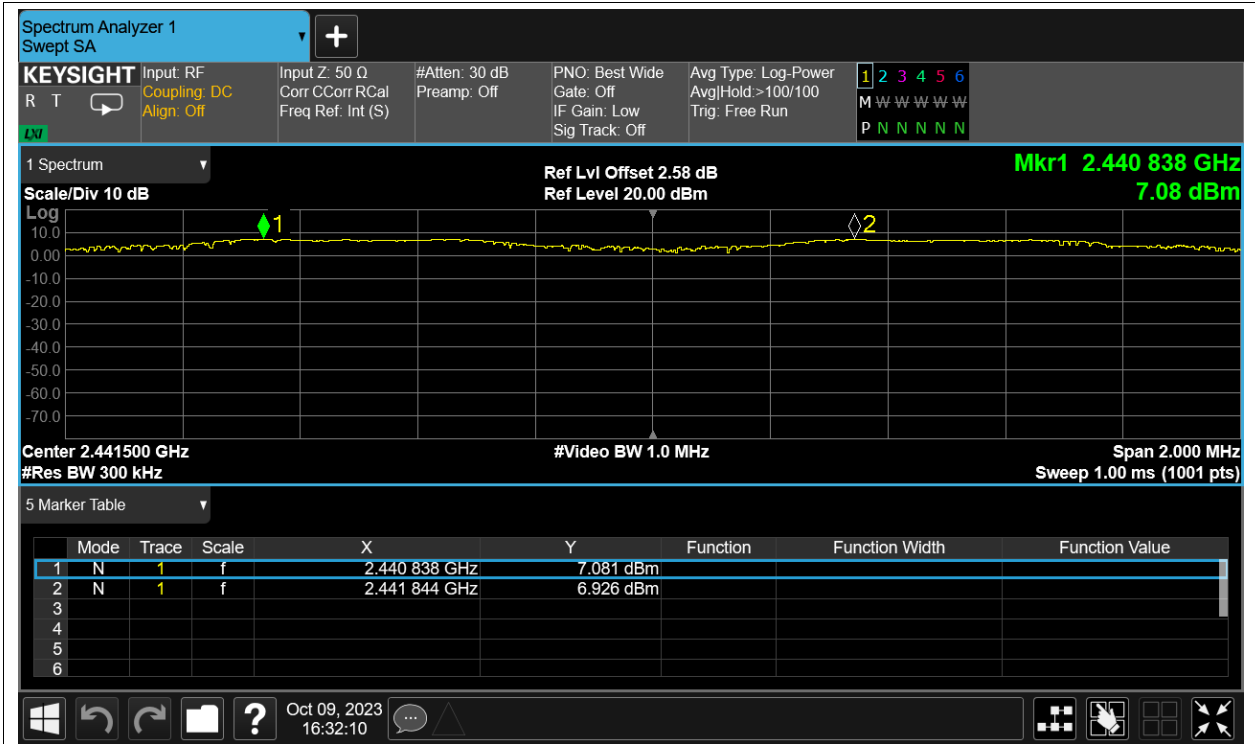 Spectrum Analyzer 1
Swept SA
KEYSIGHT
R T
LXI
Input: RF
Coupling: DC
Align: Off
Input Z: 50 Ω
Corr CCorr RCal
Freq Ref: Int (S)
#Atten: 30 dB
Preamp: Off
PNO: Best Wide
Gate: Off
IF Gain: Low
Sig Track: Off
Avg Type: Log-Power
Avg|Hold:>100/100
Trig: Free Run
1 2 3 4 5 6
M W W W W W
P N N N N N
1 Spectrum
Scale/Div 10 dB
Ref Lvl Offset 2.58 dB
Ref Level 20.00 dBm
Mkr1 2.440 838 GHz
7.08 dBm
Log
10.0
0.00
-10.0
-20.0
-30.0
-40.0
-50.0
-60.0
-70.0
1
2
Center 2.441500 GHz
#Video BW 1.0 MHz
Span 2.000 MHz
#Res BW 300 kHz
Sweep 1.00 ms (1001 pts)
5 Marker Table
Mode Trace Scale X Y Function Function Width Function Value
1 N 1 f 2.440 838 GHz 7.081 dBm
2 N 1 f 2.441 844 GHz 6.926 dBm
3
4
5
6
?
Oct 09, 2023
16:32:10